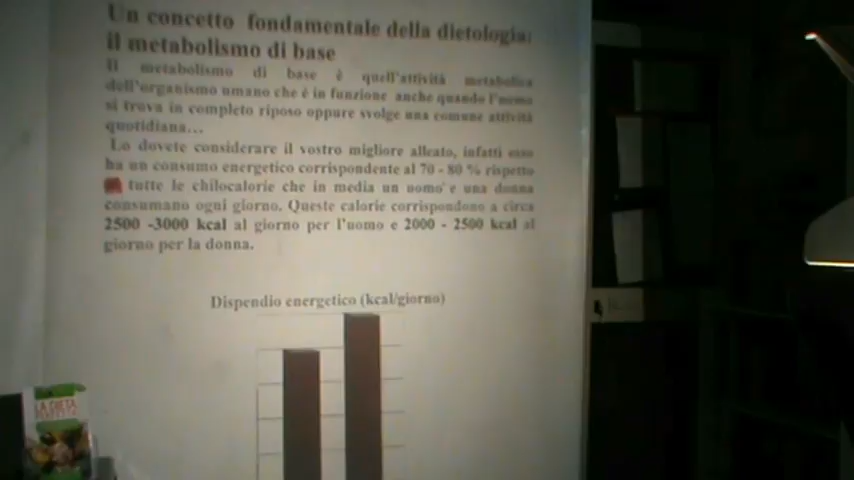 Un concetto fondamentale della dietologia:
il metabolismo di base
Il metabolismo di base è quell'attività metabolica
dell'organismo umano che è in funzione anche quando l'uomo
si trova in completo riposo oppure svolge una comune attività
quotidiana...
Lo dovete considerare il vostro migliore alleato, infatti esso
ha un consumo energetico corrispondente al 70 - 80 % rispetto
tutte le chilocalorie che in media un uomo e una donna
consumano ogni giorno. Queste calorie corrispondono a circa
2500 -3000 kcal al giorno per l'uomo e 2000 - 2500 kcal al
giorno per la donna.
Dispendio energetico (kcal/giorno)
LA DIETA